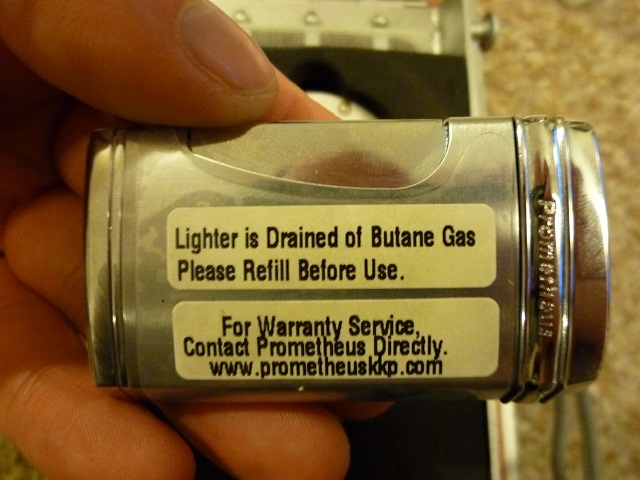 Lighter is Drained of Butane Gas
Please Refill Before Use.
For Warranty Service,
Contact Prometheus Directly.
www.prometheuskkp.com
PROMETHEUS